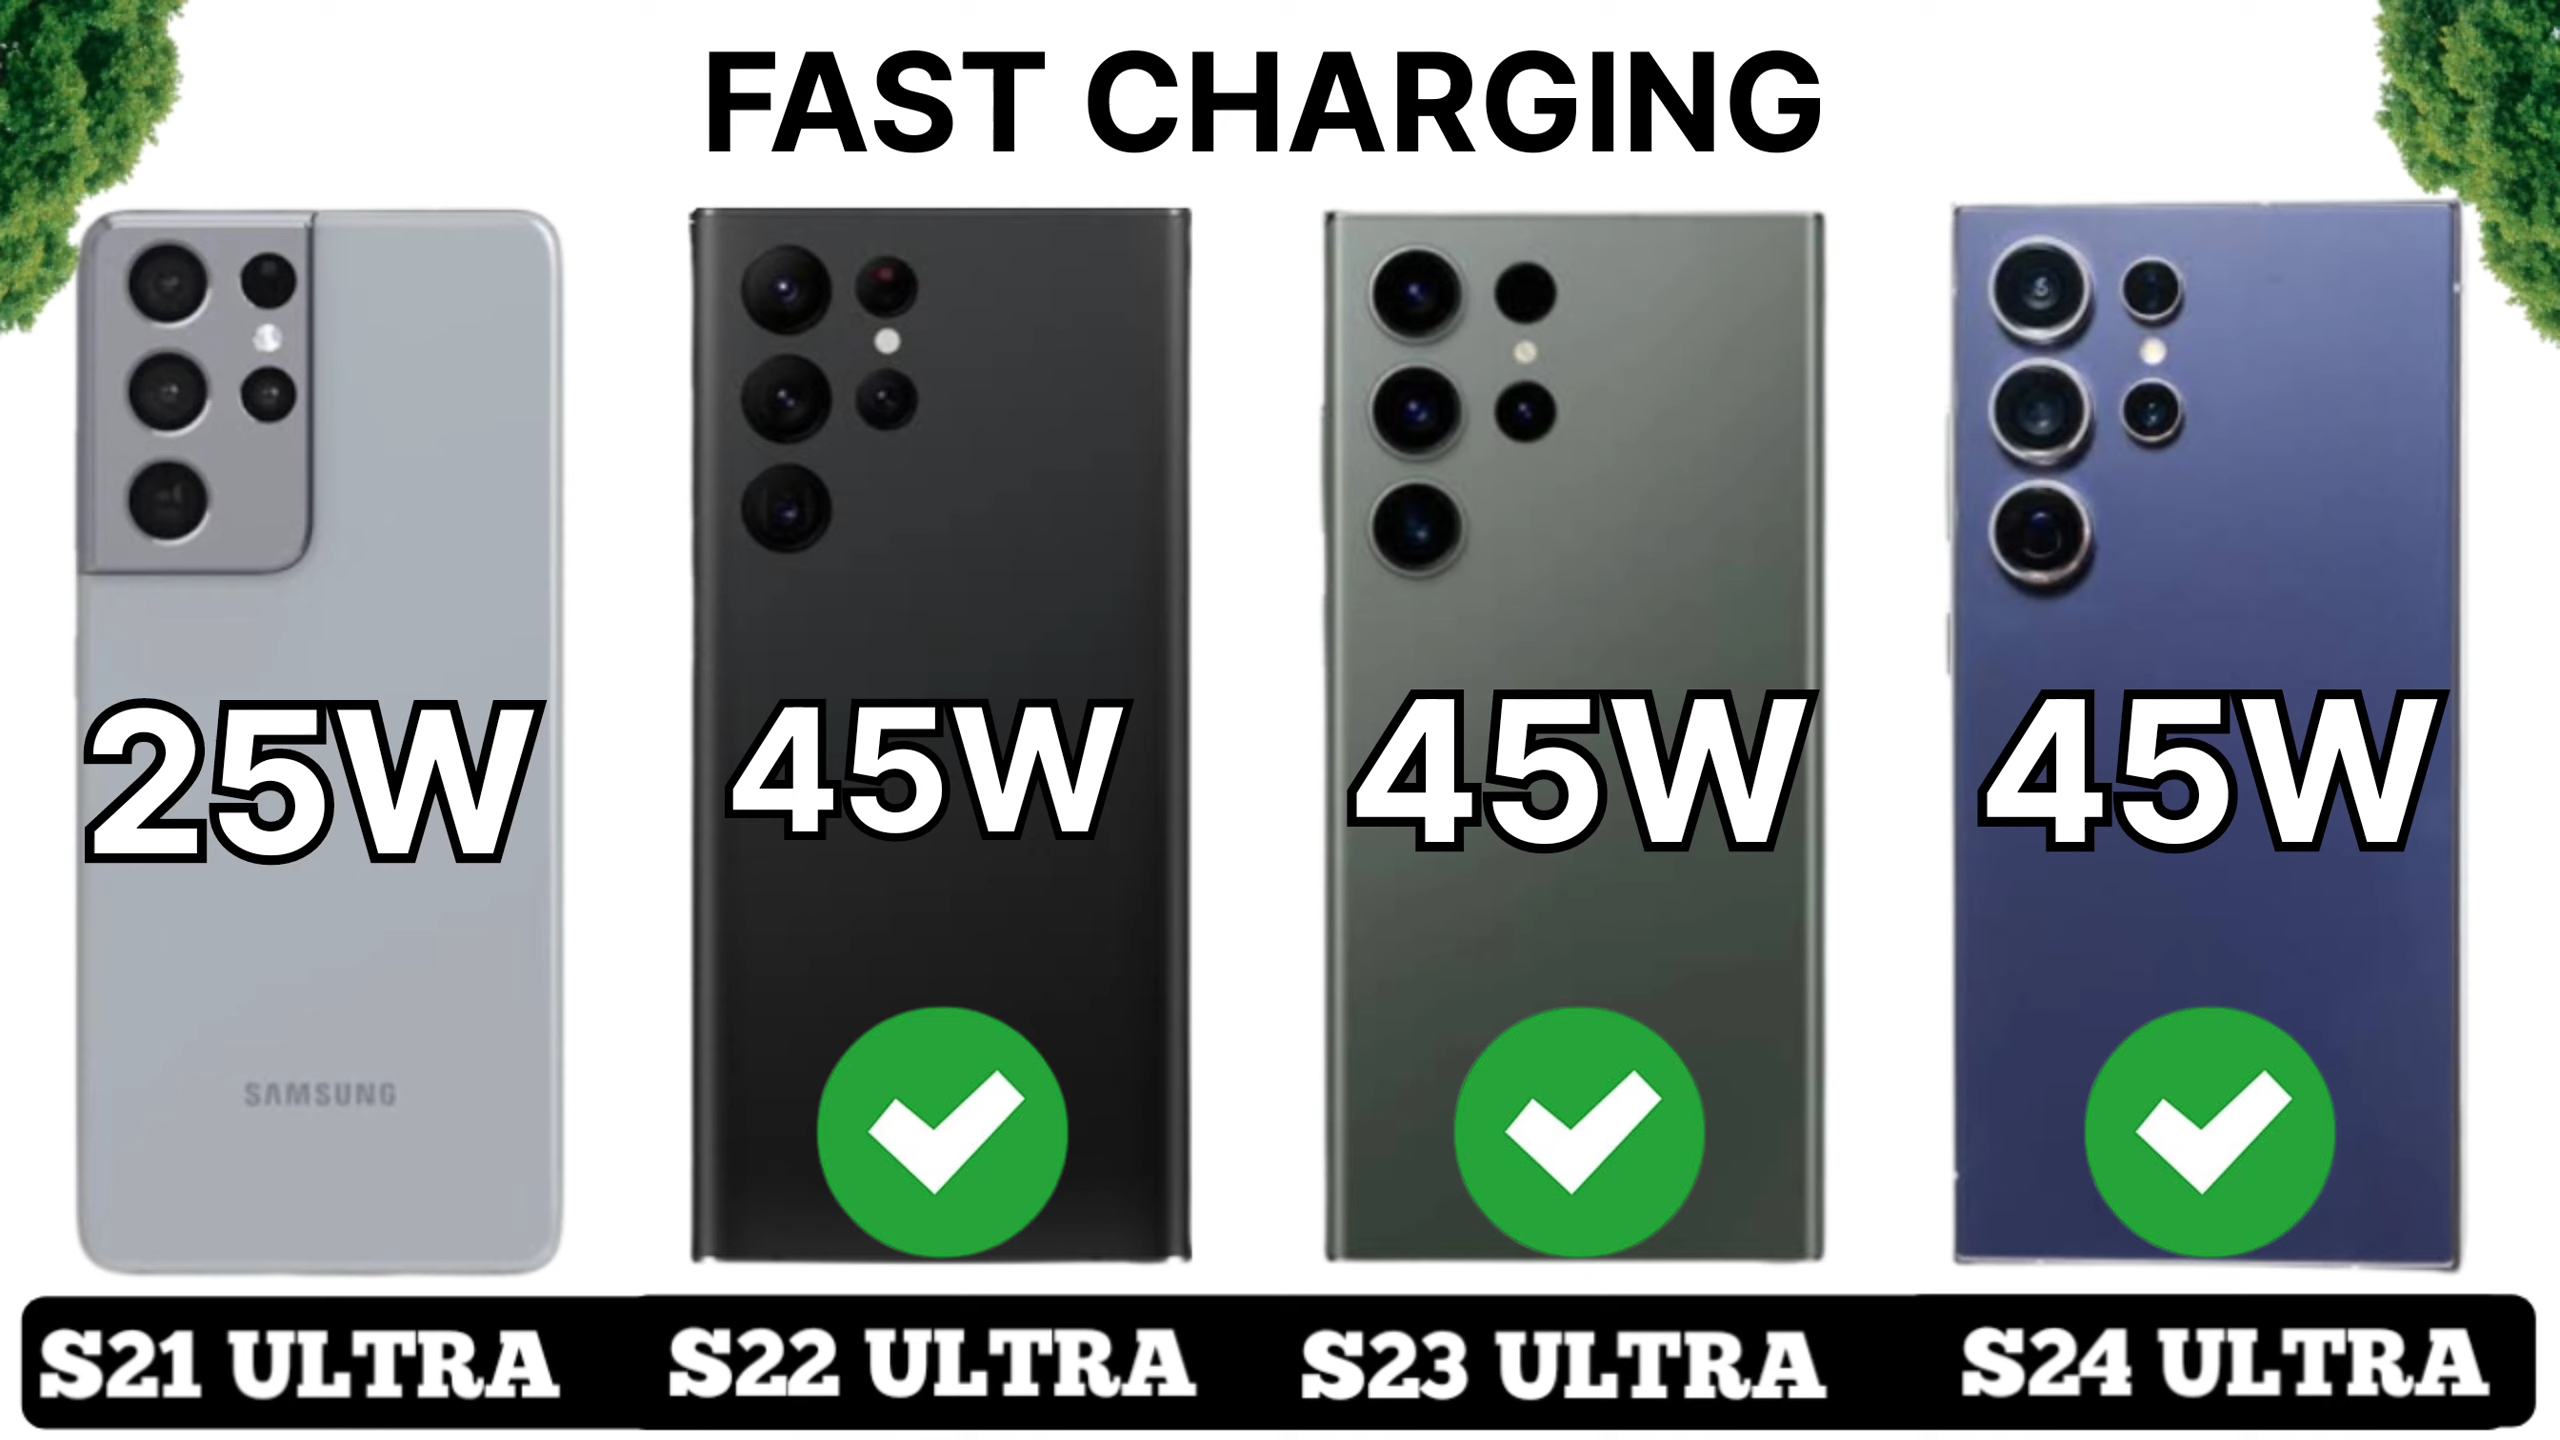 FAST CHARGING
25W 45W 45W 45W
SAMSUNG
S21 ULTRA S22 ULTRA S23 ULTRA S24 ULTRA